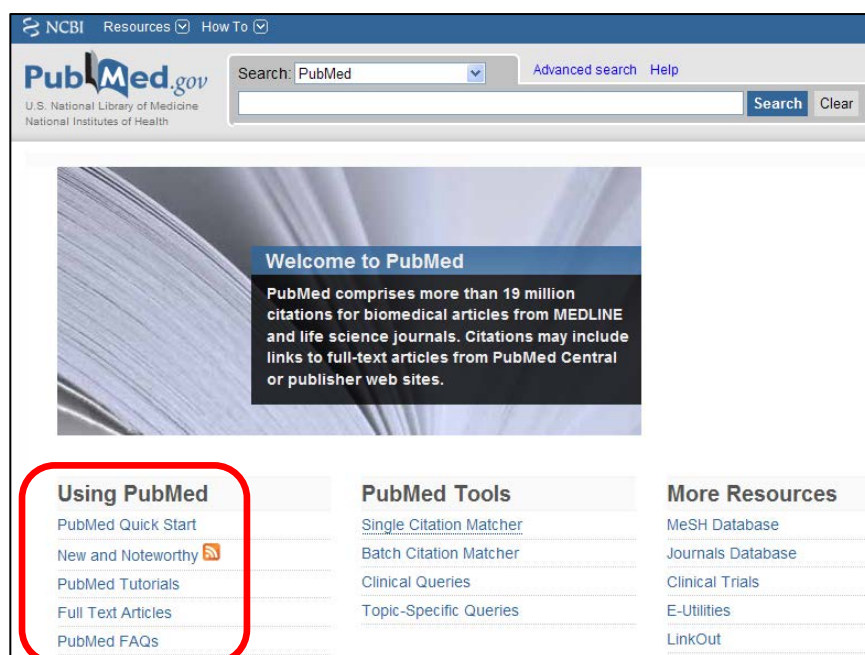 NCBI Resources How To
PubMed.gov
U.S. National Library of Medicine
National Institutes of Health
Search: PubMed
Advanced search Help
Search Clear
Welcome to PubMed
PubMed comprises more than 19 million
citations for biomedical articles from MEDLINE
and life science journals. Citations may include
links to full-text articles from PubMed Central
or publisher web sites.
Using PubMed
PubMed Quick Start
New and Noteworthy
PubMed Tutorials
Full Text Articles
PubMed FAQs
PubMed Tools
Single Citation Matcher
Batch Citation Matcher
Clinical Queries
Topic-Specific Queries
More Resources
MeSH Database
Journals Database
Clinical Trials
E-Utilities
LinkOut